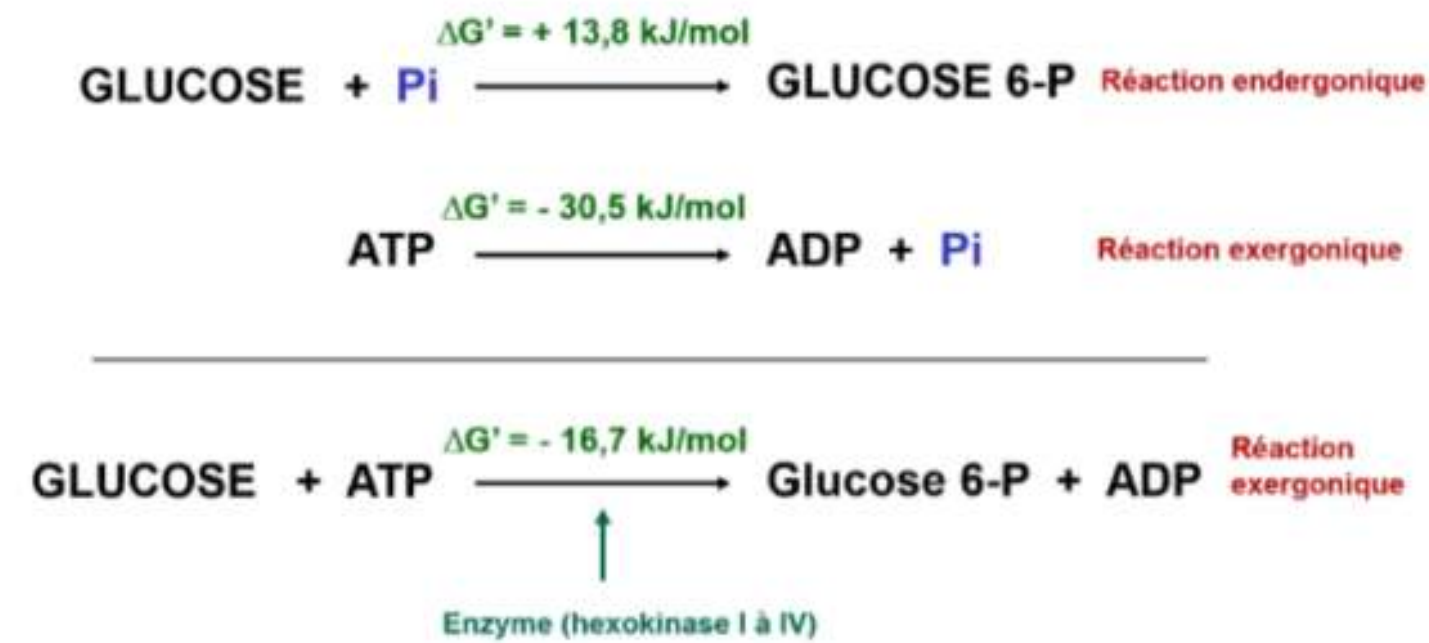 ΔG' = + 13,8 kJ/mol
GLUCOSE + Pi GLUCOSE 6-P Réaction endergonique
ΔG' = - 30,5 kJ/mol
ATP ADP + Pi Réaction exergonique
ΔG' = - 16,7 kJ/mol
GLUCOSE + ATP Glucose 6-P + ADP Réaction
exergonique
Enzyme (hexokinase I à IV)